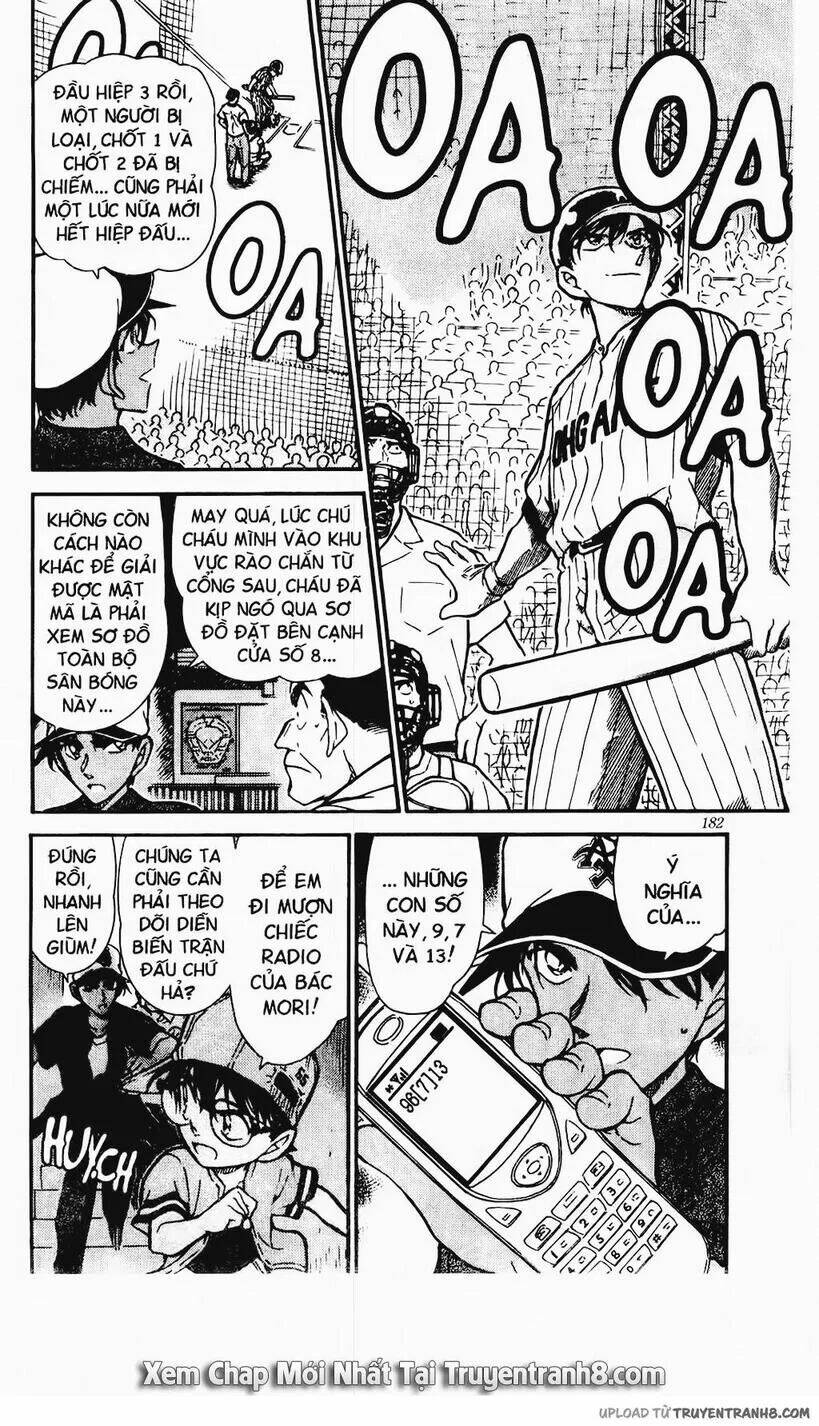 OA
OA
OA
OA
OA
OHGAN
ĐẦU HIỆP 3 RỒI,
MỘT NGƯỜI BỊ
LOẠI, CHỐT 1 VÀ
CHỐT 2 ĐÃ BỊ
CHIẾM... CŨNG PHẢI
MỘT LÚC NỮA MỚI
HẾT HIỆP ĐẤU...
MAY QUÁ, LÚC CHÚ
CHÁU MÌNH VÀO KHU
VỰC RÀO CHẮN TỪ
CỔNG SAU, CHÁU ĐÃ
KỊP NGÓ QUA SƠ
ĐỒ ĐẶT BÊN CẠNH
CỬA SỐ 8...
KHÔNG CÒN
CÁCH NÀO
KHÁC ĐỂ GIẢI
ĐƯỢC MẬT
MÃ LÀ PHẢI
XEM SƠ ĐỒ
TOÀN BỘ
SÂN BÓNG
NÀY...
182
Ý
NGHĨA
CỦA...
... NHỮNG
CON SỐ
NÀY, 9, 7
VÀ 13!
96[7]13
ĐỂ EM
ĐI MƯỢN
CHIẾC
RADIO
CỦA BÁC
MORI!
CHÚNG TA
CŨNG CẦN
PHẢI THEO
DÕI DIỄN
BIẾN TRẬN
ĐẤU CHỨ
HẢ?
ĐÚNG
RỒI,
NHANH
LÊN
GIÙM!
HUỴCH
Xem Chap Mới Nhất Tại Truyentranh8.com
UPLOAD TỪ TRUYENTRANH8.COM